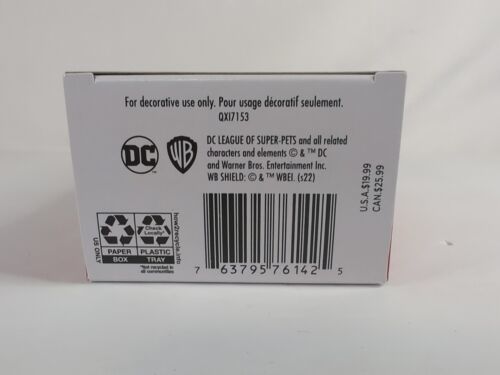 For decorative use only. Pour usage décoratif seulement.
QXI7153
DC
WB
DC LEAGUE OF SUPER-PETS and all related
characters and elements © & ™ DC
and Warner Bros. Entertainment Inc.
WB SHIELD: © & ™ WBEI. (s22)
U.S.A.$19.99
CAN.$25.99
US ONLY
Check
Locally*
PAPER
PLASTIC
BOX
TRAY
*Not recycled in
all communities
how2recycle.info
7 63795 76142 5